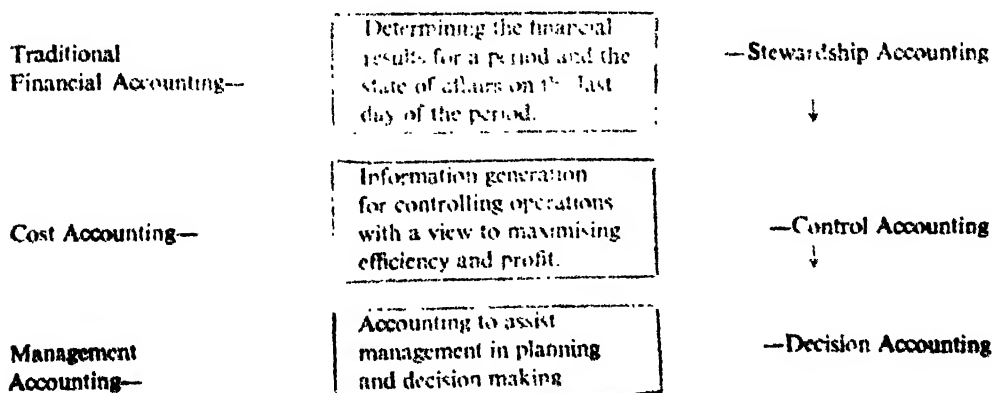 Traditional
Financial Accounting—
Determining the financial
results for a period and the
state of affairs on the last
day of the period.
—Stewardship Accounting
↓
Cost Accounting—
Information generation
for controlling operations
with a view to maximising
efficiency and profit.
—Control Accounting
↓
Management
Accounting—
Accounting to assist
management in planning
and decision making
—Decision Accounting